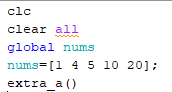 clc
clear all
global nums
nums=[1 4 5 10 20];
extra_a()